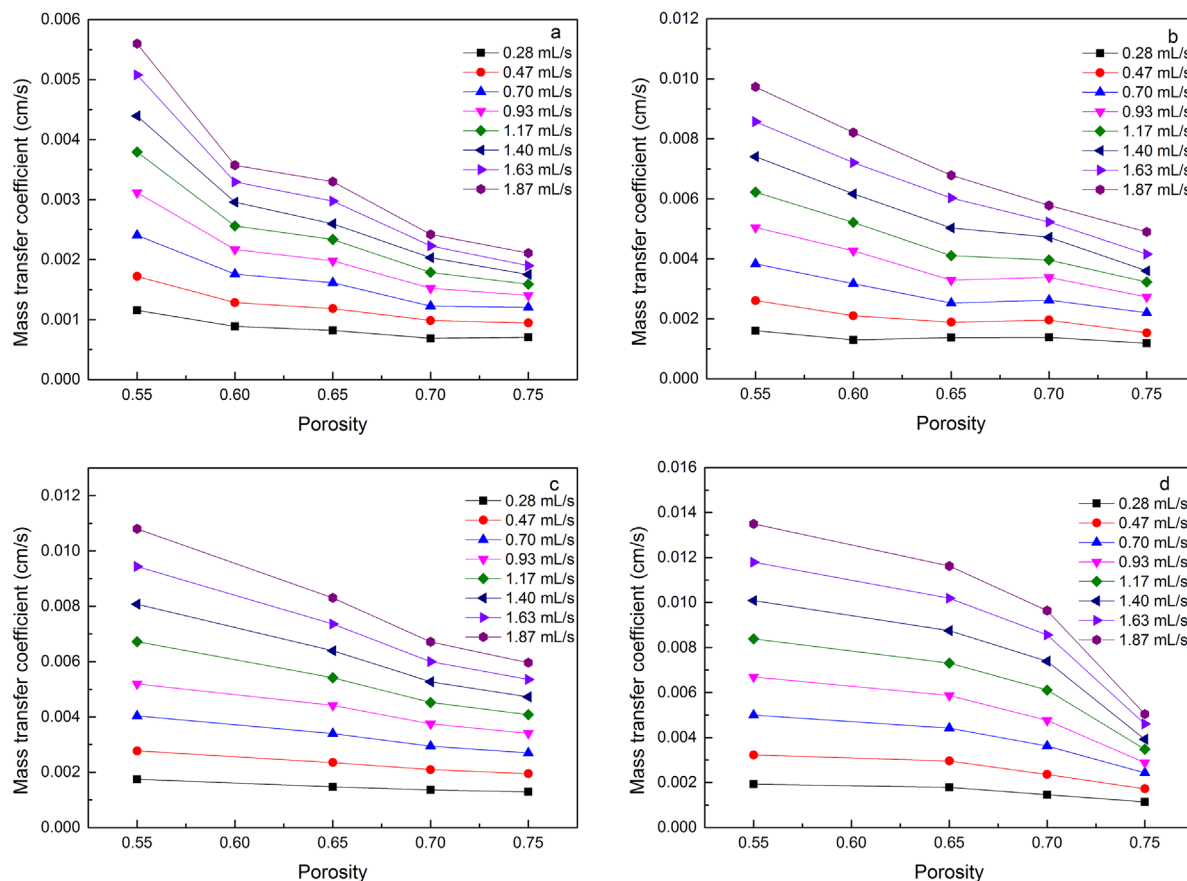 a
0.006
0.005
0.004
0.003
0.002
0.001
0.000
Mass transfer coefficient (cm/s)
0.28 mL/s
0.47 mL/s
0.70 mL/s
0.93 mL/s
1.17 mL/s
1.40 mL/s
1.63 mL/s
1.87 mL/s
0.55 0.60 0.65 0.70 0.75
Porosity
b
0.012
0.010
0.008
0.006
0.004
0.002
0.000
Mass transfer coefficient (cm/s)
0.28 mL/s
0.47 mL/s
0.70 mL/s
0.93 mL/s
1.17 mL/s
1.40 mL/s
1.63 mL/s
1.87 mL/s
0.55 0.60 0.65 0.70 0.75
Porosity
c
0.012
0.010
0.008
0.006
0.004
0.002
0.000
Mass transfer coefficient (cm/s)
0.28 mL/s
0.47 mL/s
0.70 mL/s
0.93 mL/s
1.17 mL/s
1.40 mL/s
1.63 mL/s
1.87 mL/s
0.55 0.60 0.65 0.70 0.75
Porosity
d
0.016
0.014
0.012
0.010
0.008
0.006
0.004
0.002
0.000
Mass transfer coefficient (cm/s)
0.28 mL/s
0.47 mL/s
0.70 mL/s
0.93 mL/s
1.17 mL/s
1.40 mL/s
1.63 mL/s
1.87 mL/s
0.55 0.60 0.65 0.70 0.75
Porosity